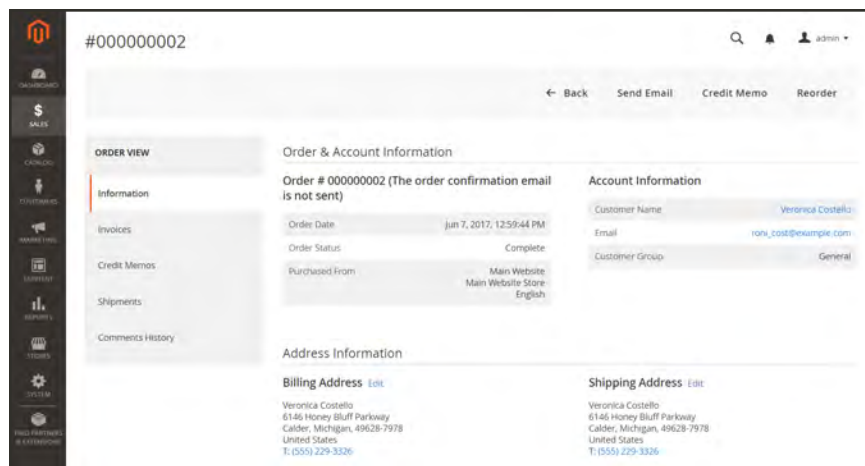 #000000002
admin
DASHBOARD
$
SALES
CATALOG
CUSTOMERS
MARKETING
CONTENT
REPORTS
STORES
SYSTEM
FIND PARTNERS
& EXTENSIONS
← Back Send Email Credit Memo Reorder
ORDER VIEW
Information
Invoices
Credit Memos
Shipments
Comments History
Order & Account Information
Order # 000000002 (The order confirmation email
is not sent)
Order Date Jun 7, 2017, 12:59:44 PM
Order Status Complete
Purchased From Main Website
Main Website Store
English
Account Information
Customer Name Veronica Costello
Email roni_cost@example.com
Customer Group General
Address Information
Billing Address Edit
Veronica Costello
6146 Honey Bluff Parkway
Calder, Michigan, 49628-7978
United States
T: (555) 229-3326
Shipping Address Edit
Veronica Costello
6146 Honey Bluff Parkway
Calder, Michigan, 49628-7978
United States
T: (555) 229-3326